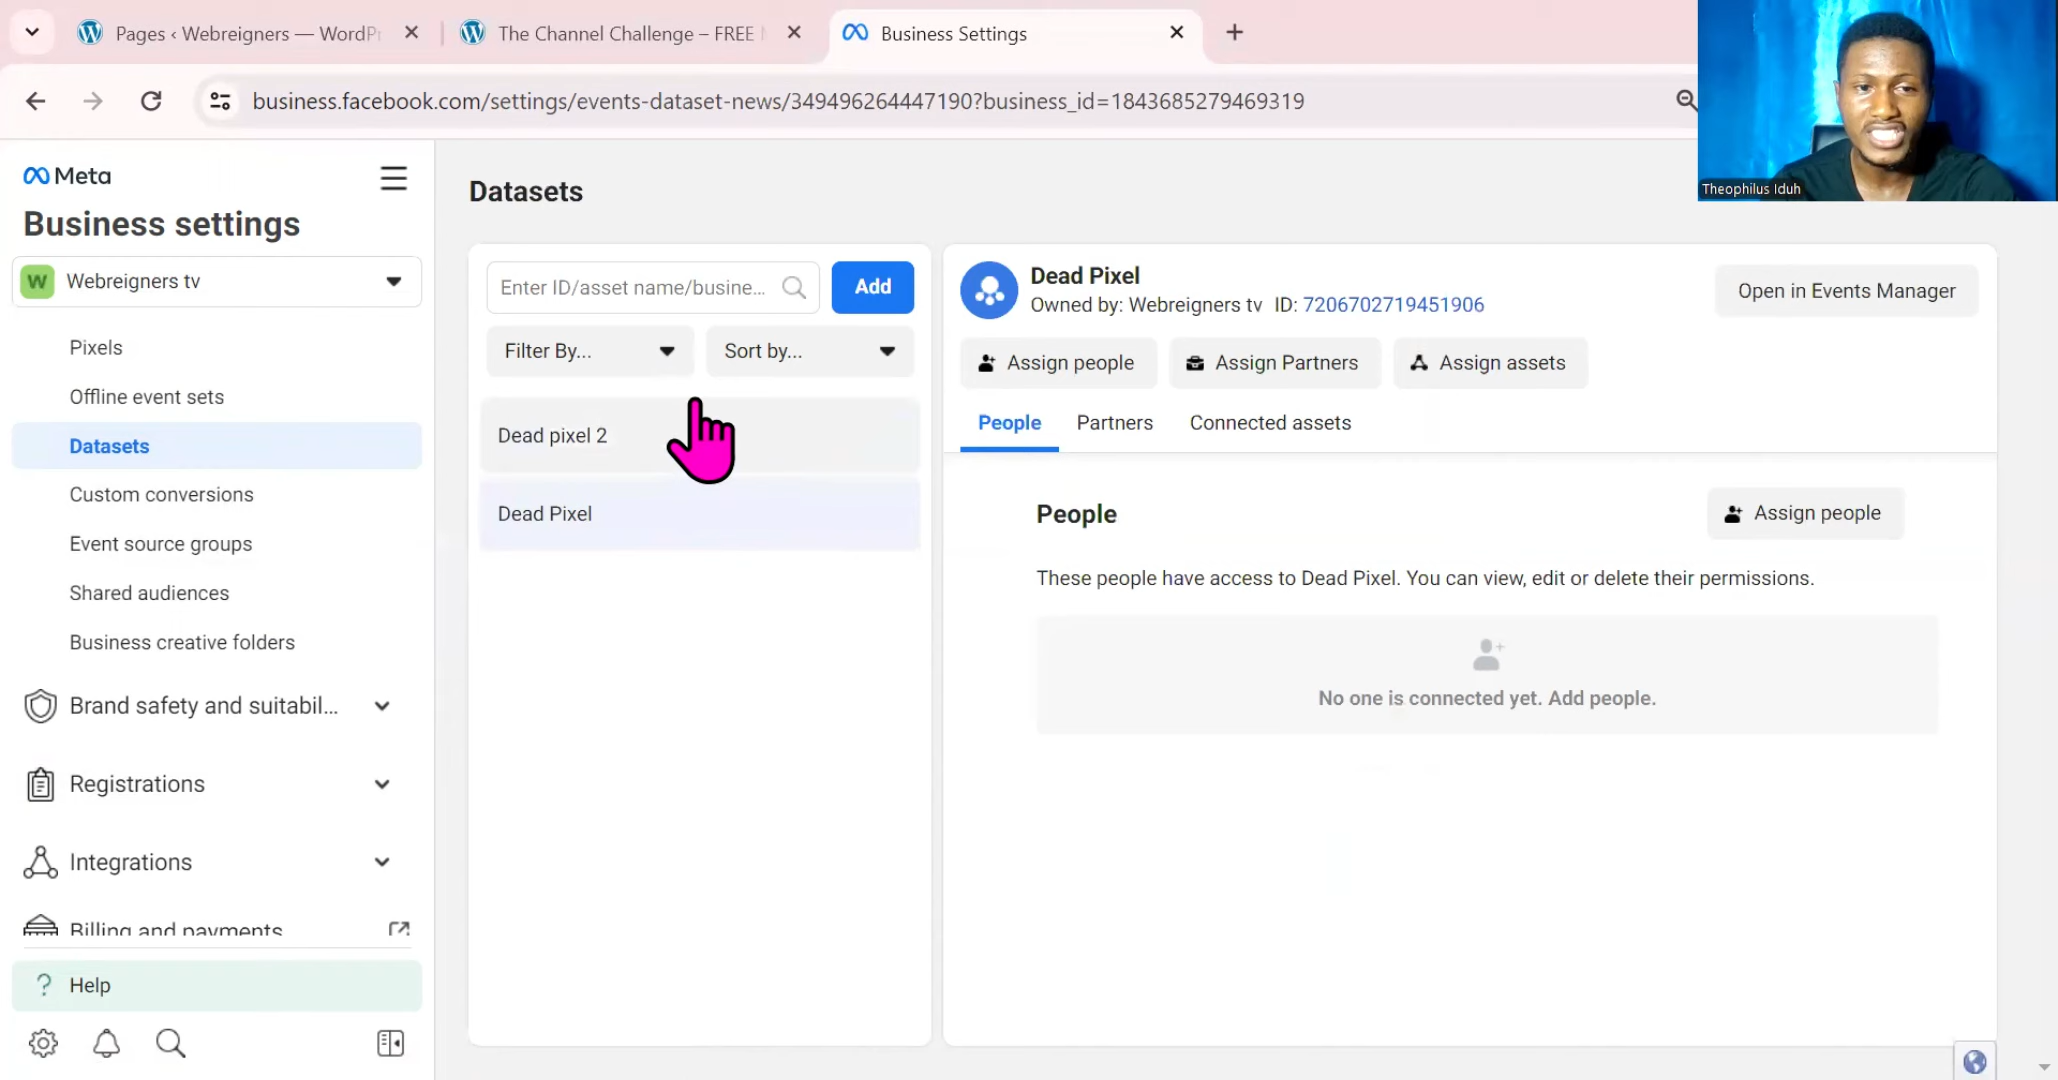 Pages ‹ Webreigners — WordPr
The Channel Challenge – FREE
Business Settings
business.facebook.com/settings/events-dataset-news/349496264447190?business_id=1843685279469319
Theophilus Iduh
Meta
Business settings
W Webreigners tv
Pixels
Offline event sets
Datasets
Custom conversions
Event source groups
Shared audiences
Business creative folders
Brand safety and suitabil...
Registrations
Integrations
Billing and payments
? Help
Datasets
Enter ID/asset name/busine...
Add
Filter By...
Sort by...
Dead pixel 2
Dead Pixel
Dead Pixel
Owned by: Webreigners tv ID: 7206702719451906
Open in Events Manager
Assign people
Assign Partners
Assign assets
People
Partners
Connected assets
People
Assign people
These people have access to Dead Pixel. You can view, edit or delete their permissions.
No one is connected yet. Add people.